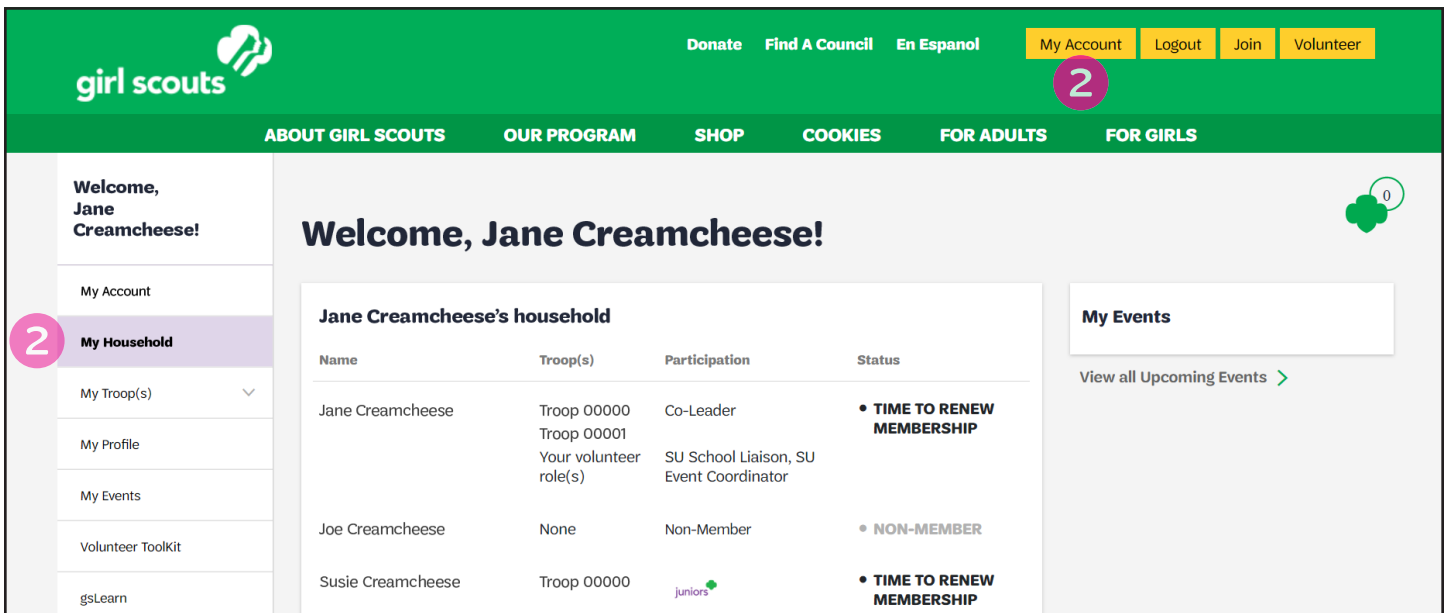 girl scouts
Donate Find A Council En Espanol My Account Logout Join Volunteer
2
ABOUT GIRL SCOUTS OUR PROGRAM SHOP COOKIES FOR ADULTS FOR GIRLS
Welcome,
Jane
Creamcheese!
My Account
2 My Household
My Troop(s)
My Profile
My Events
Volunteer ToolKit
gsLearn
Welcome, Jane Creamcheese!
0
Jane Creamcheese's household
Name Troop(s) Participation Status
Jane Creamcheese Troop 00000 Co-Leader • TIME TO RENEW
Troop 00001 MEMBERSHIP
Your volunteer SU School Liaison, SU
role(s) Event Coordinator
Joe Creamcheese None Non-Member • NON-MEMBER
Susie Creamcheese Troop 00000 juniors • TIME TO RENEW
MEMBERSHIP
My Events
View all Upcoming Events